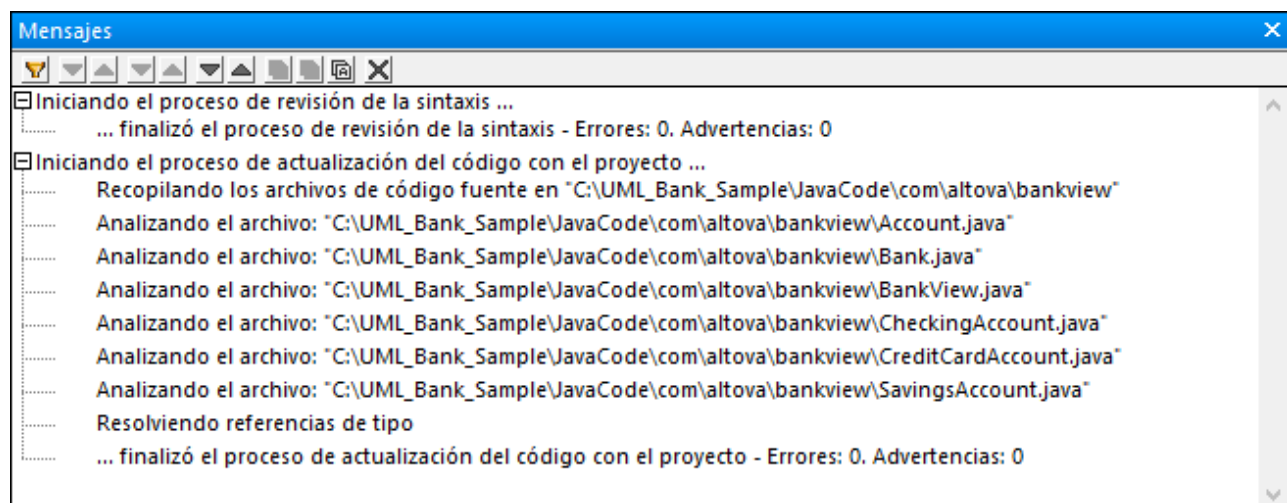 Mensajes
Iniciando el proceso de revisión de la sintaxis ...
... finalizó el proceso de revisión de la sintaxis - Errores: 0. Advertencias: 0
Iniciando el proceso de actualización del código con el proyecto ...
Recopilando los archivos de código fuente en "C:\UML_Bank_Sample\JavaCode\com\altova\bankview"
Analizando el archivo: "C:\UML_Bank_Sample\JavaCode\com\altova\bankview\Account.java"
Analizando el archivo: "C:\UML_Bank_Sample\JavaCode\com\altova\bankview\Bank.java"
Analizando el archivo: "C:\UML_Bank_Sample\JavaCode\com\altova\bankview\BankView.java"
Analizando el archivo: "C:\UML_Bank_Sample\JavaCode\com\altova\bankview\CheckingAccount.java"
Analizando el archivo: "C:\UML_Bank_Sample\JavaCode\com\altova\bankview\CreditCardAccount.java"
Analizando el archivo: "C:\UML_Bank_Sample\JavaCode\com\altova\bankview\SavingsAccount.java"
Resolviendo referencias de tipo
... finalizó el proceso de actualización del código con el proyecto - Errores: 0. Advertencias: 0